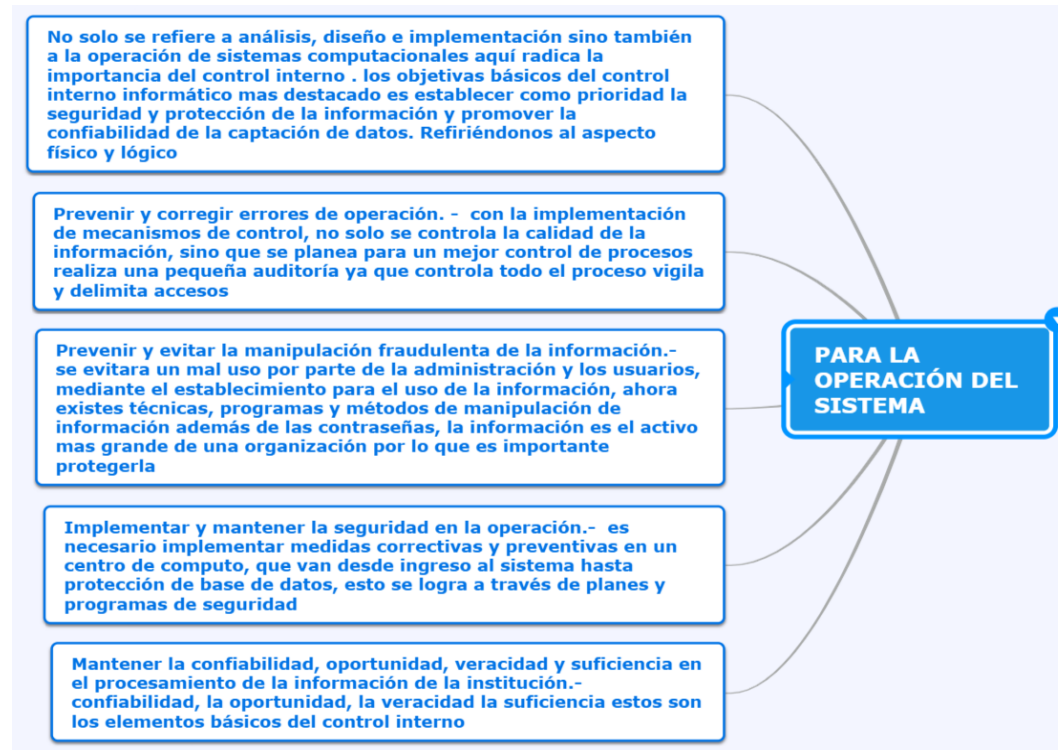 No solo se refiere a análisis, diseño e implementación sino también
a la operación de sistemas computacionales aquí radica la
importancia del control interno . los objetivas básicos del control
interno informático mas destacado es establecer como prioridad la
seguridad y protección de la información y promover la
confiabilidad de la captación de datos. Refiriéndonos al aspecto
físico y lógico
Prevenir y corregir errores de operación. -  con la implementación
de mecanismos de control, no solo se controla la calidad de la
información, sino que se planea para un mejor control de procesos
realiza una pequeña auditoría ya que controla todo el proceso vigila
y delimita accesos
Prevenir y evitar la manipulación fraudulenta de la información.-
se evitara un mal uso por parte de la administración y los usuarios,
mediante el establecimiento para el uso de la información, ahora
existes técnicas, programas y métodos de manipulación de
información además de las contraseñas, la información es el activo
mas grande de una organización por lo que es importante
protegerla
Implementar y mantener la seguridad en la operación.-  es
necesario implementar medidas correctivas y preventivas en un
centro de computo, que van desde ingreso al sistema hasta
protección de base de datos, esto se logra a través de planes y
programas de seguridad
Mantener la confiabilidad, oportunidad, veracidad y suficiencia en
el procesamiento de la información de la institución.-
confiabilidad, la oportunidad, la veracidad la suficiencia estos son
los elementos básicos del control interno
PARA LA
OPERACIÓN DEL
SISTEMA